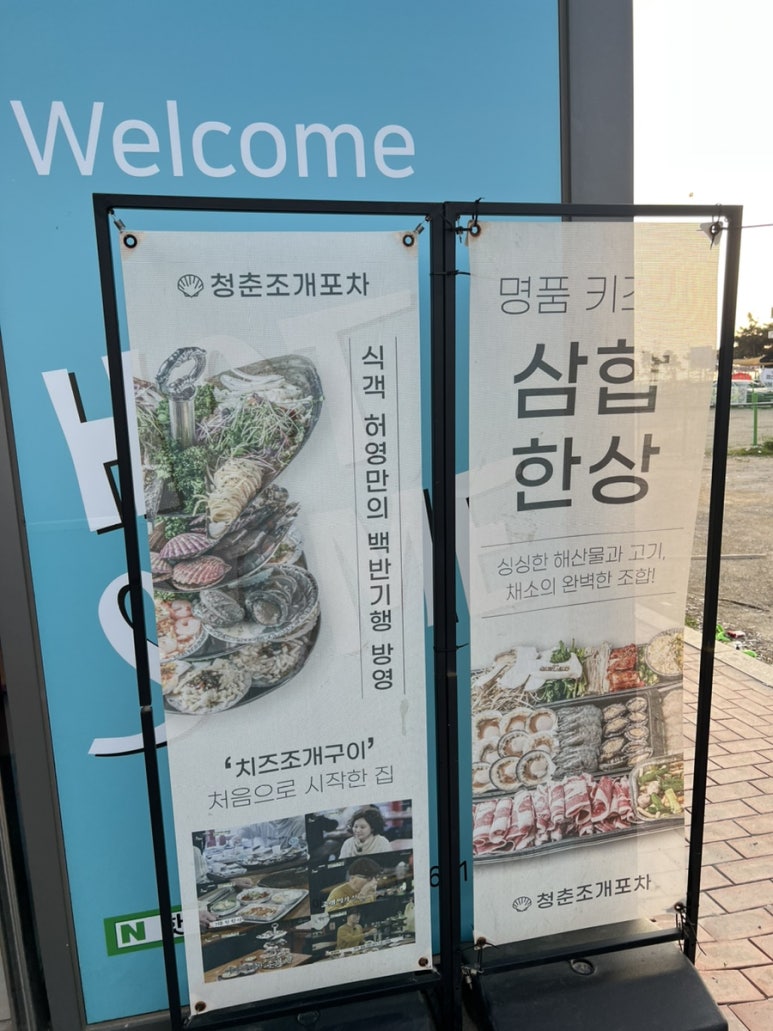 Welcome
청춘조개포차
식객 허영만의 백반기행 방영
'치즈조개구이'
처음으로 시작한 집
명품 키즈
삼합
한상
싱싱한 해산물과 고기,
채소의 완벽한 조합!
청춘조개포차
N